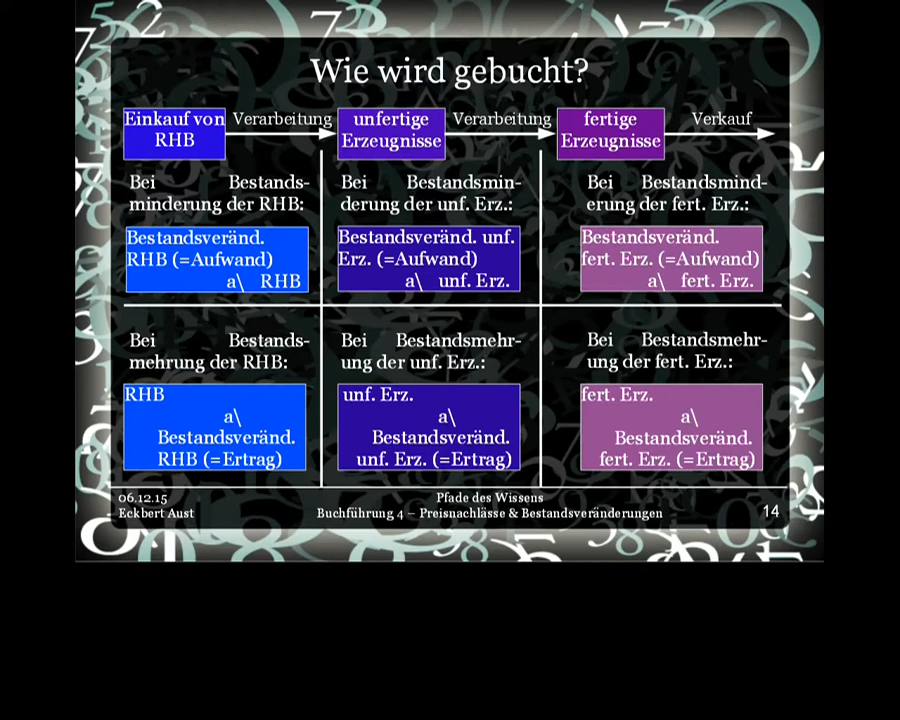 Wie wird gebucht?
Einkauf von
RHB
Verarbeitung
unfertige
Erzeugnisse
Verarbeitung
fertige
Erzeugnisse
Verkauf
Bei Bestands-
minderung der RHB:
Bestandsveränd.
RHB (=Aufwand)
a\ RHB
Bei Bestandsmin-
derung der unf. Erz.:
Bestandsveränd. unf.
Erz. (=Aufwand)
a\ unf. Erz.
Bei Bestandsmind-
erung der fert. Erz.:
Bestandsveränd.
fert. Erz. (=Aufwand)
a\ fert. Erz.
Bei Bestands-
mehrung der RHB:
RHB
a\
Bestandsveränd.
RHB (=Ertrag)
Bei Bestandsmehr-
ung der unf. Erz.:
unf. Erz.
a\
Bestandsveränd.
unf. Erz. (=Ertrag)
Bei Bestandsmehr-
ung der fert. Erz.:
fert. Erz.
a\
Bestandsveränd.
fert. Erz. (=Ertrag)
06.12.15
Eckbert Aust
Pfade des Wissens
Buchführung 4 – Preisnachlässe & Bestandsveränderungen
14